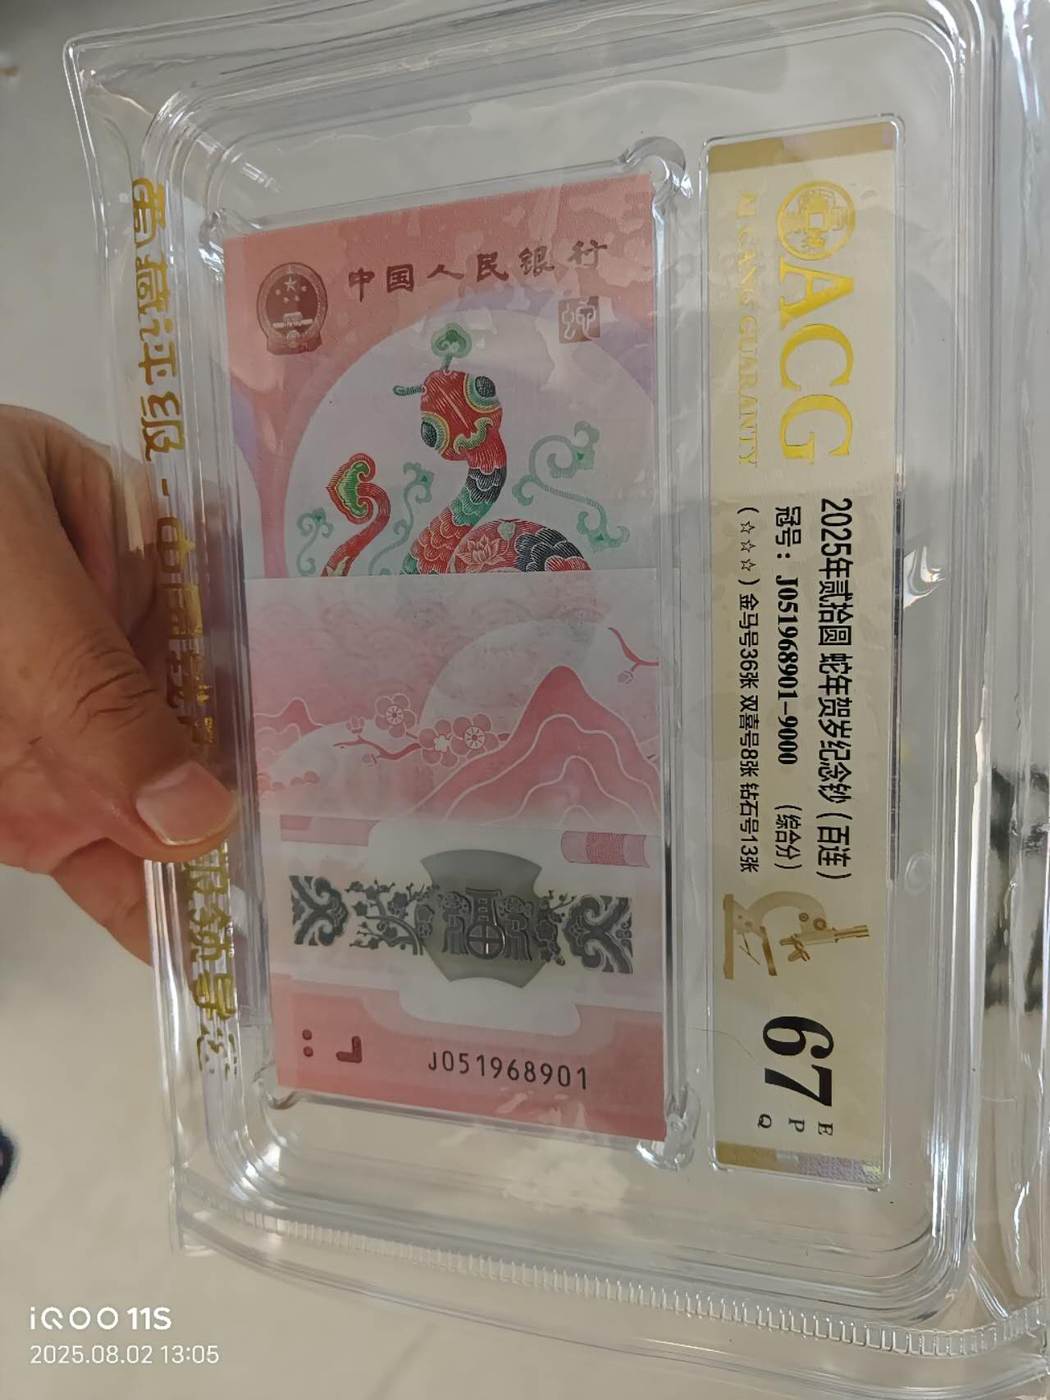 中国人民银行
J051968901
ACG
GUARANTY
2025年贰拾圆 蛇年贺岁纪念钞（百连）
冠号：J051968901-9000 （综合分）
（☆☆☆）金马号36张 双喜号8张 钻石号13张
67
E
P
Q
iQOO 11S
2025.08.02 13:05